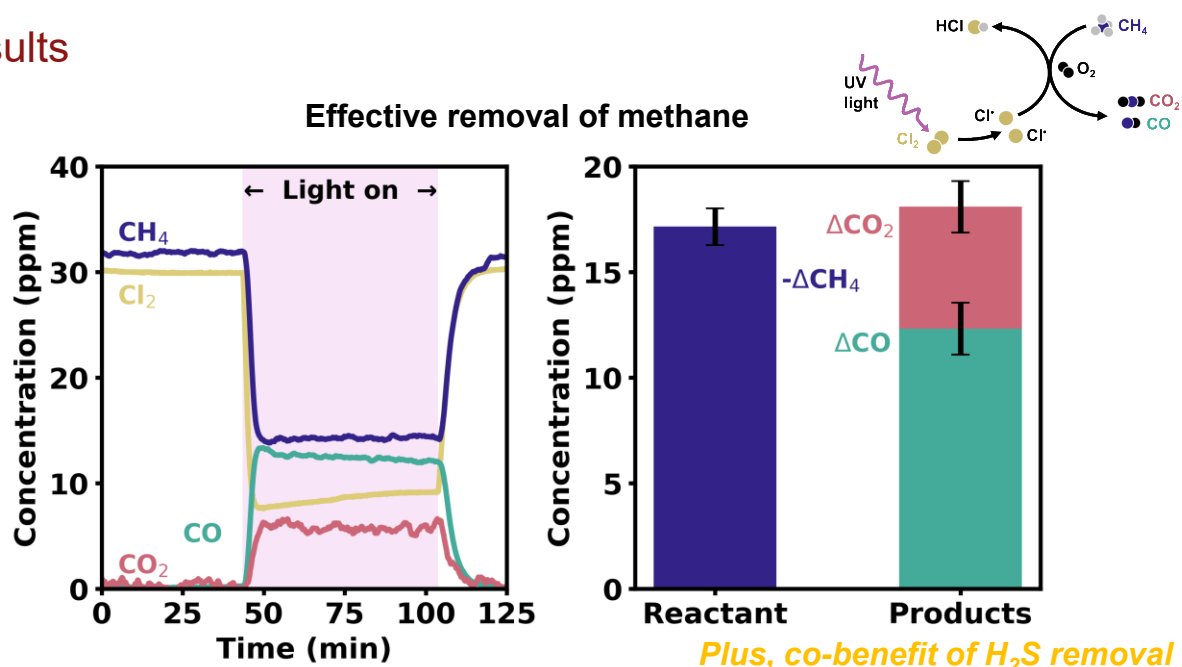 sults
HCl
CH₄
O₂
UV
light
CO₂
CO
Cl•
Cl₂
Cl•
Effective removal of methane
40
30
20
10
0
Concentration (ppm)
← Light on →
CH₄
Cl₂
CO
CO₂
0 25 50 75 100 125
Time (min)
20
15
10
5
0
Concentration (ppm)
ΔCO₂
-ΔCH₄
ΔCO
Reactant Products
Plus, co-benefit of H₂S removal